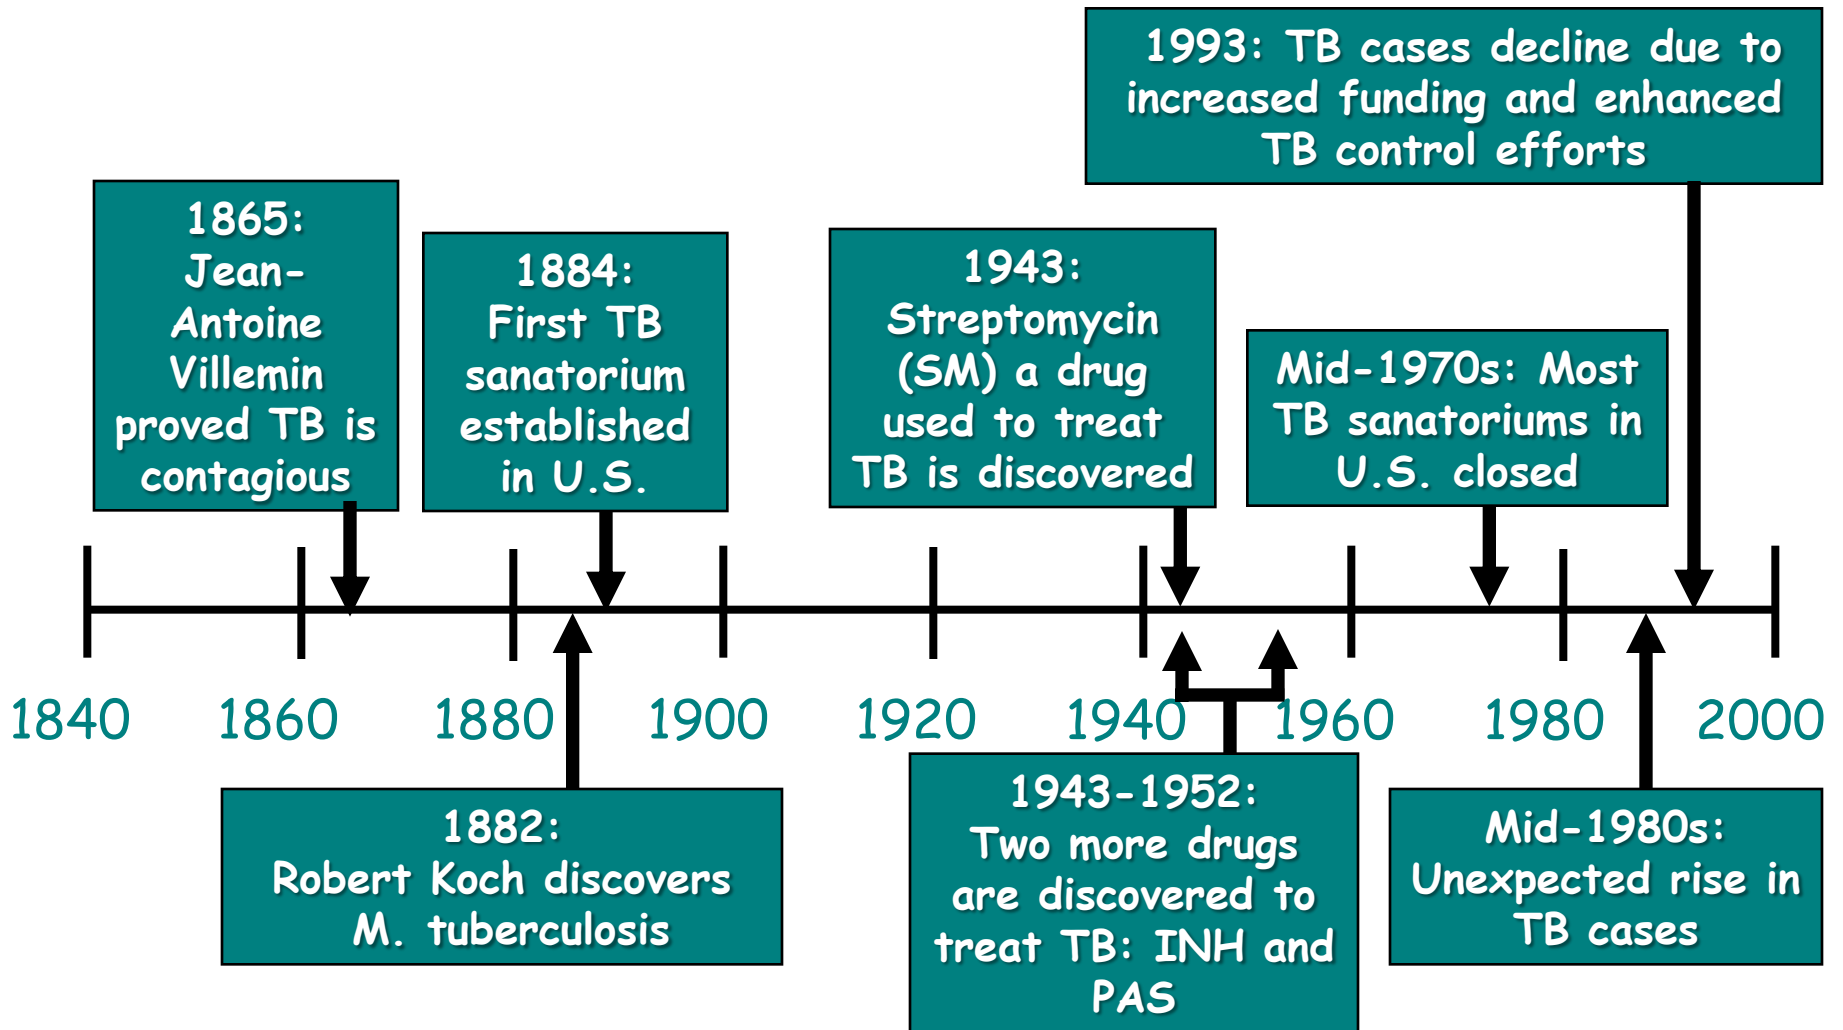 1993: TB cases decline due to
increased funding and enhanced
TB control efforts
1865:
Jean-
Antoine
Villemin
proved TB is
contagious
1884:
First TB
sanatorium
established
in U.S.
1943:
Streptomycin
(SM) a drug
used to treat
TB is discovered
Mid-1970s: Most
TB sanatoriums in
U.S. closed
1840 1860 1880 1900 1920 1940 1960 1980 2000
1882:
Robert Koch discovers
M. tuberculosis
1943-1952:
Two more drugs
are discovered to
treat TB: INH and
PAS
Mid-1980s:
Unexpected rise in
TB cases